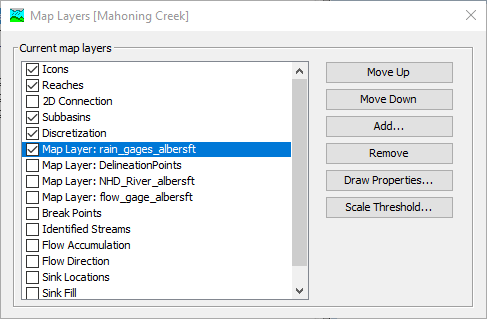 Map Layers [Mahoning Creek]
Current map layers
Icons
Reaches
2D Connection
Subbasins
Discretization
Map Layer: rain_gages_albersft
Map Layer: DelineationPoints
Map Layer: NHD_River_albersft
Map Layer: flow_gage_albersft
Break Points
Identified Streams
Flow Accumulation
Flow Direction
Sink Locations
Sink Fill
Move Up
Move Down
Add...
Remove
Draw Properties...
Scale Threshold...